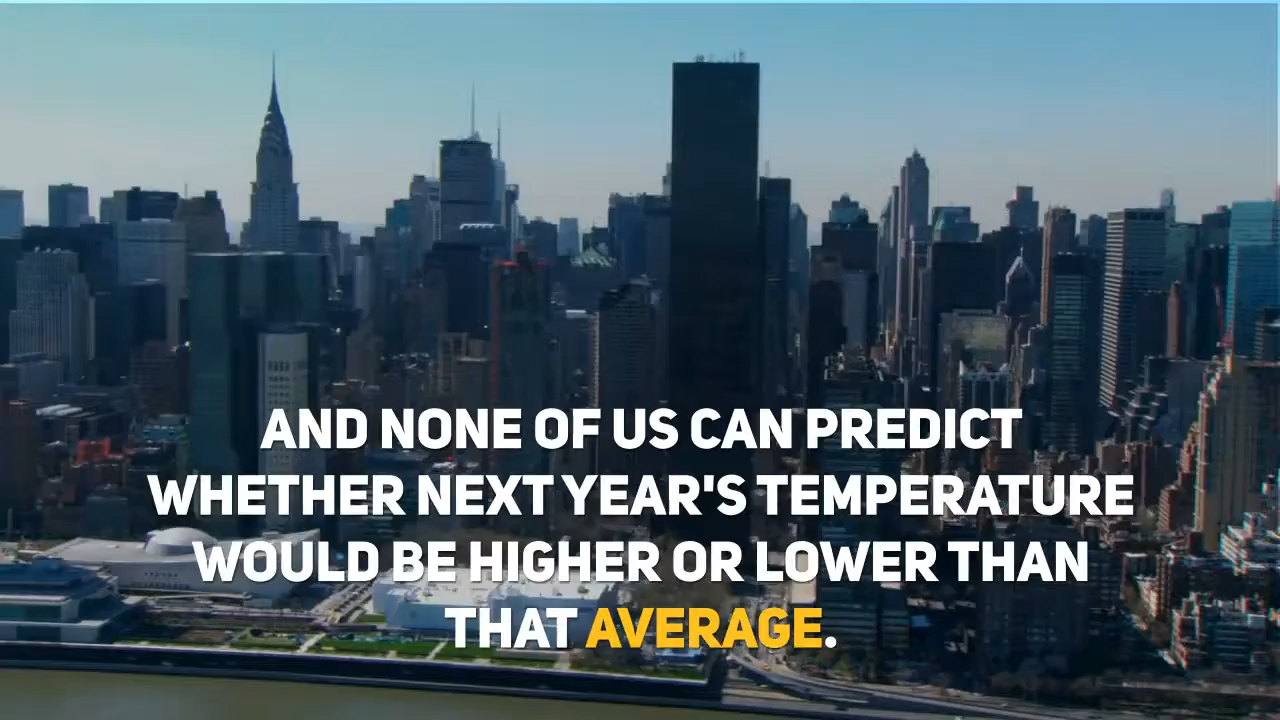 AND NONE OF US CAN PREDICT
WHETHER NEXT YEAR'S TEMPERATURE
WOULD BE HIGHER OR LOWER THAN
THAT AVERAGE.